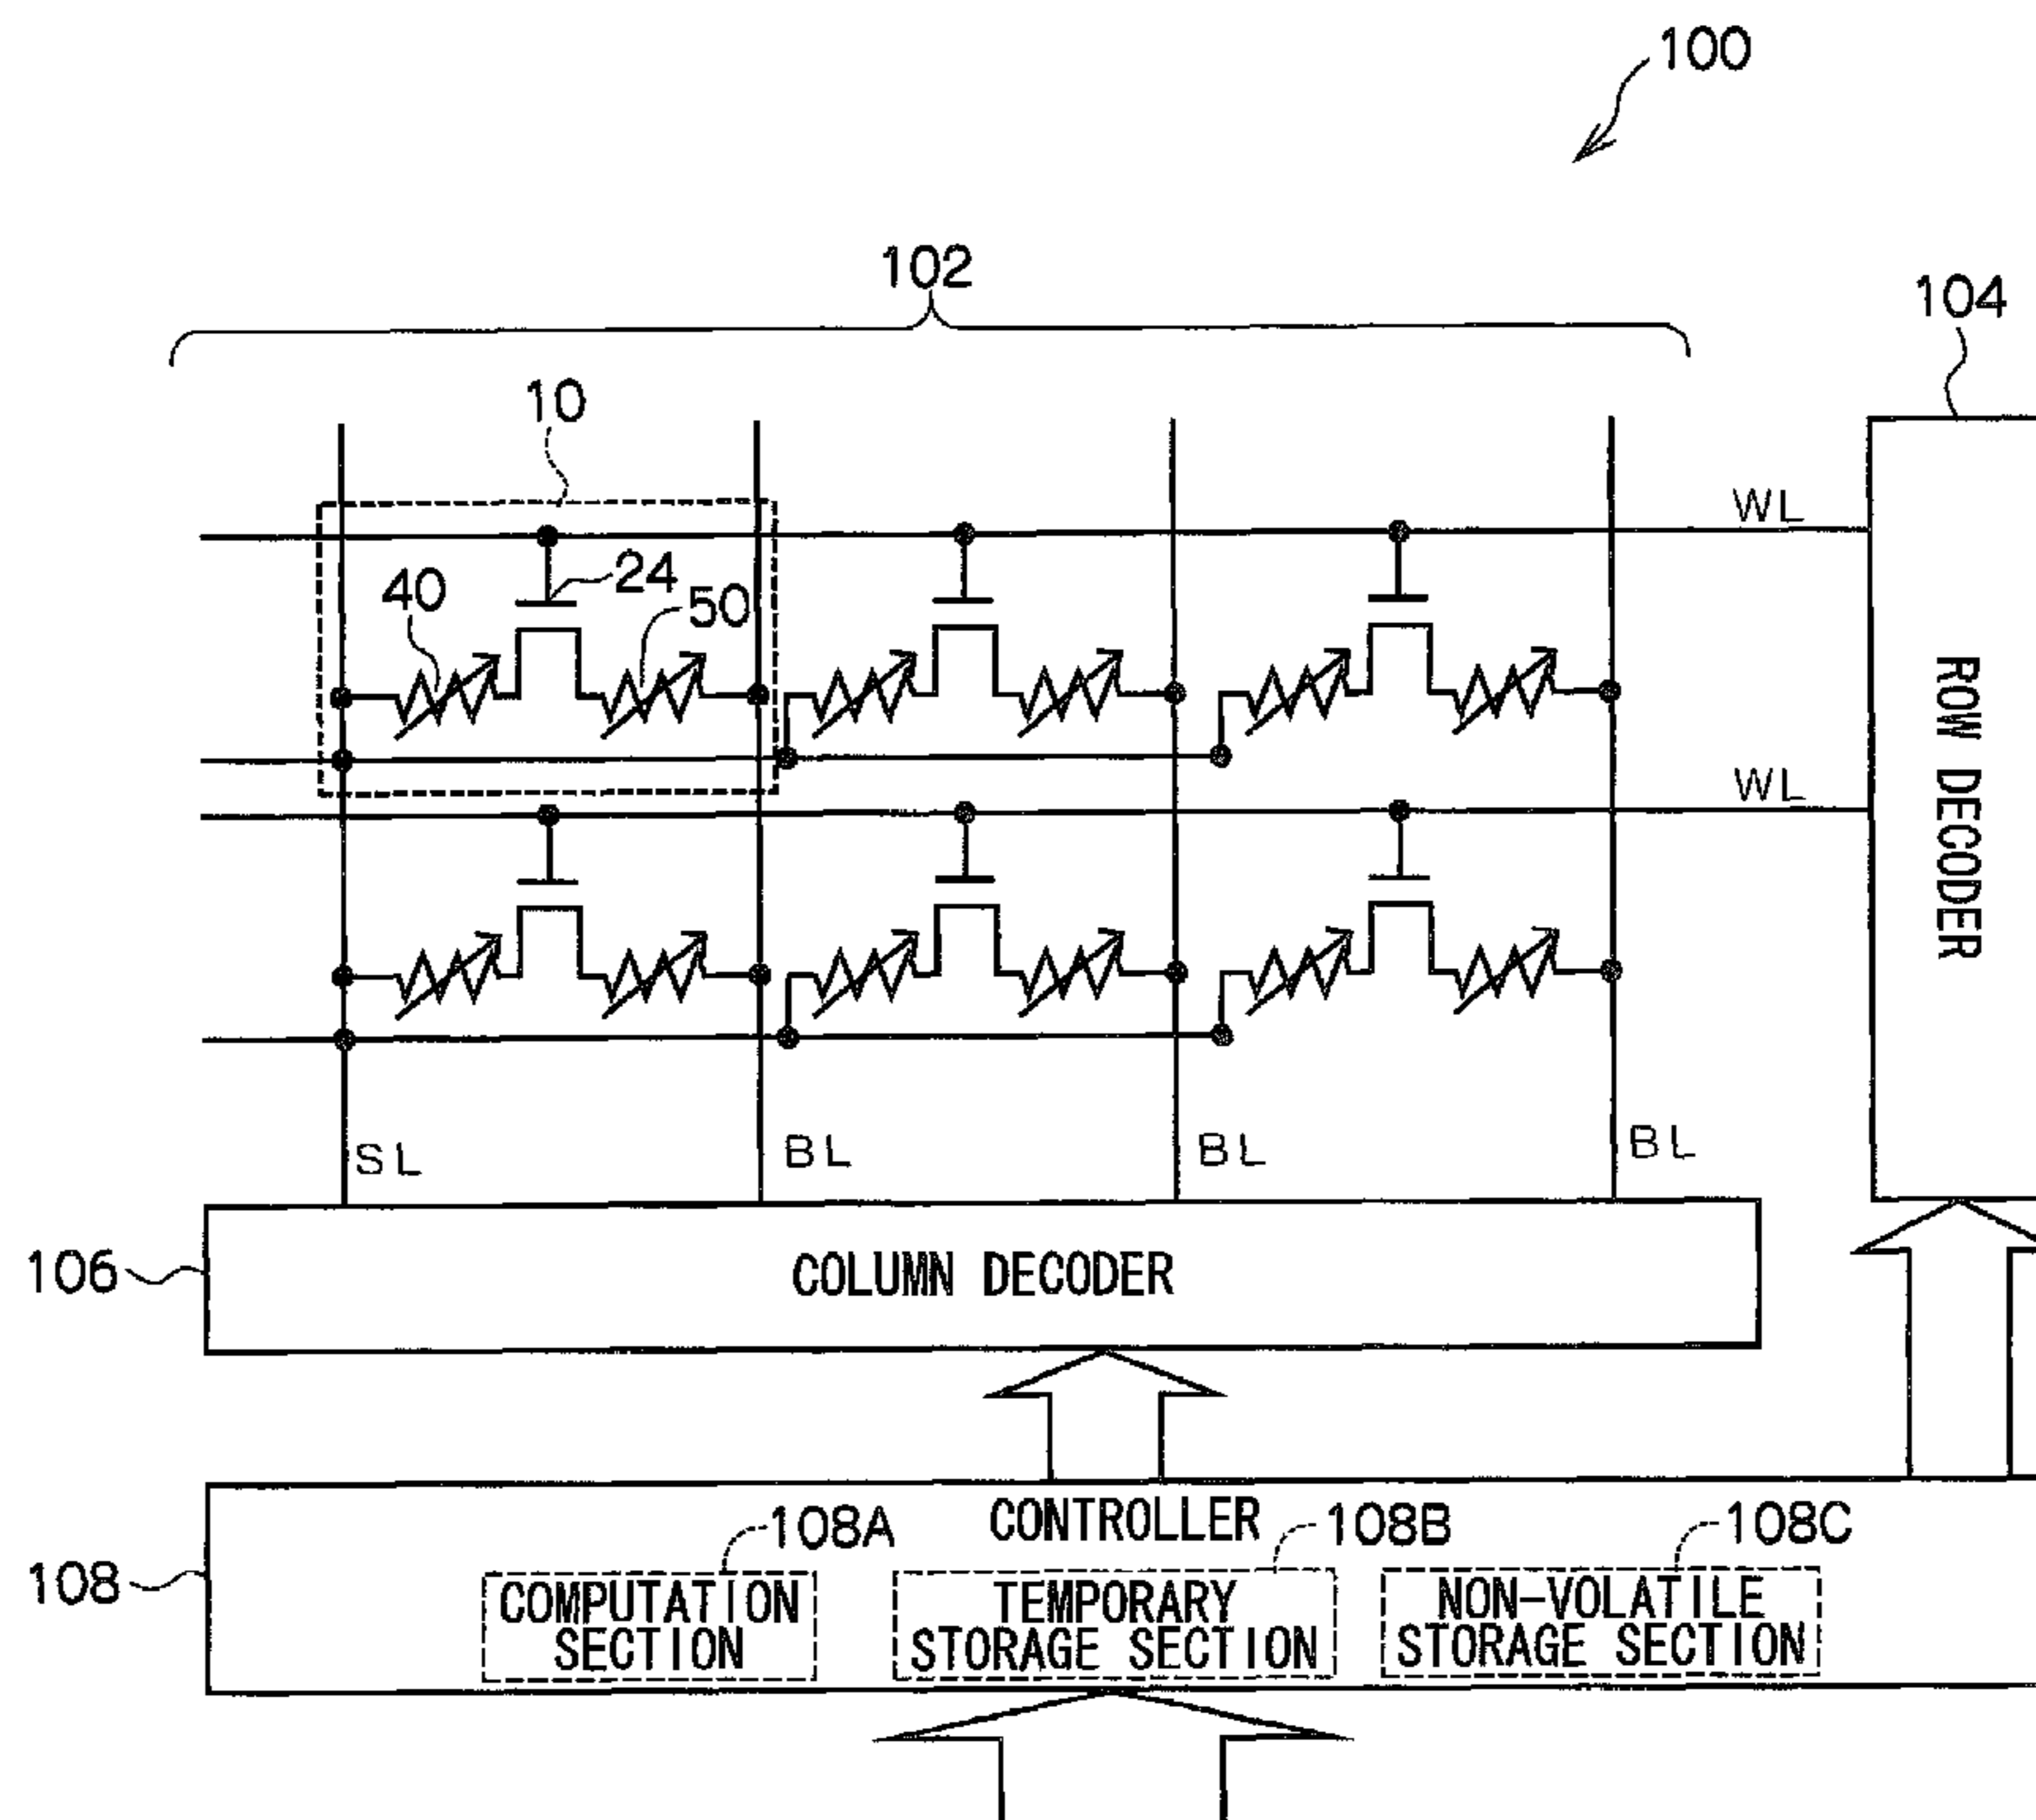 100
102
104
10
WL
24
40
50
ROW DECODER
WL
SL
BL
BL
BL
106
COLUMN DECODER
CONTROLLER
108A
108B
108C
108
COMPUTATION
SECTION
TEMPORARY
STORAGE SECTION
NON-VOLATILE
STORAGE SECTION